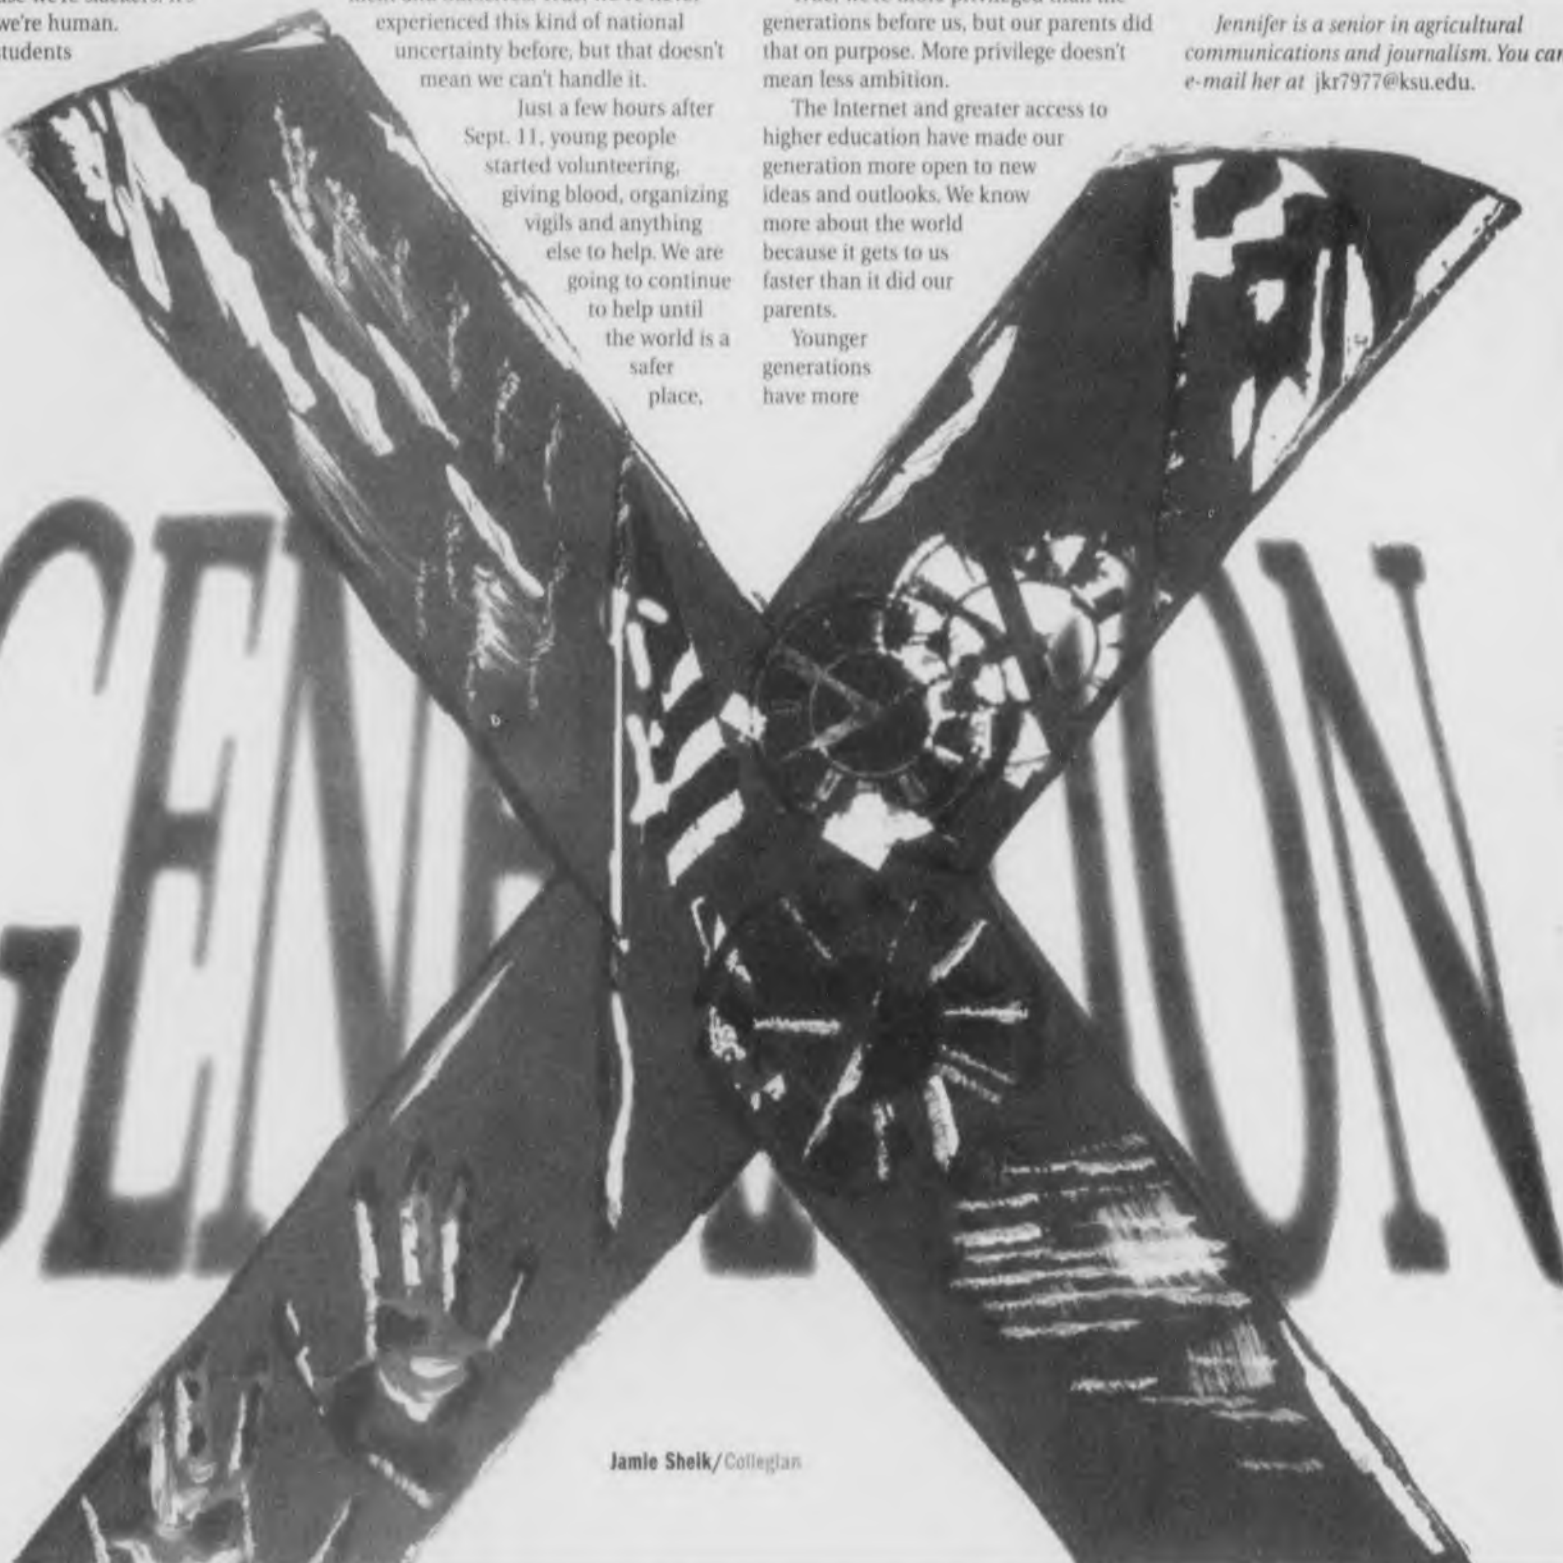 we're human.
students
experienced this kind of national
uncertainty before, but that doesn't
mean we can't handle it.
Just a few hours after
Sept. 11, young people
started volunteering,
giving blood, organizing
vigils and anything
else to help. We are
going to continue
to help until
the world is a
safer
place,
generations before us, but our parents did
that on purpose. More privilege doesn't
mean less ambition.
The Internet and greater access to
higher education have made our
generation more open to new
ideas and outlooks. We know
more about the world
because it gets to us
faster than it did our
parents.
Younger
generations
have more
Jennifer is a senior in agricultural
communications and journalism. You can
e-mail her at jkr7977@ksu.edu.
GENERATION
X
Jamie Sheik/Collegian